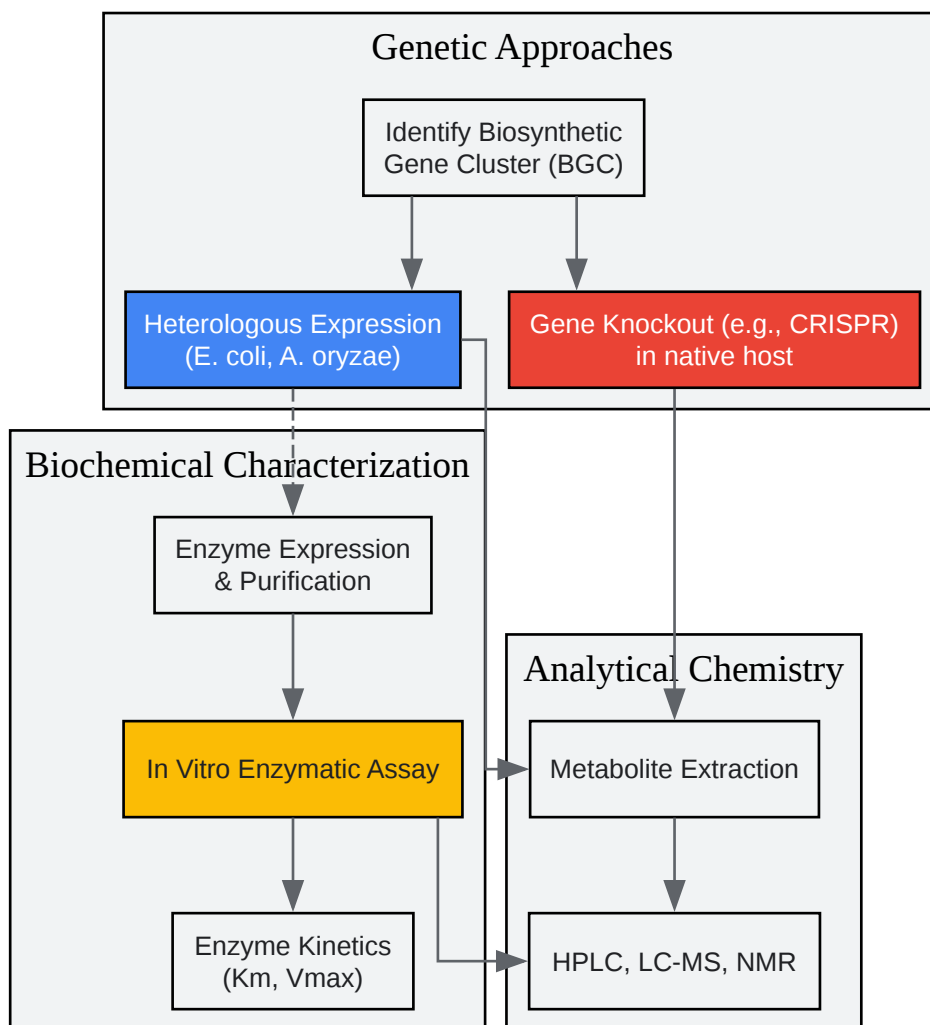 Genetic Approaches
Identify Biosynthetic
Gene Cluster (BGC)
Heterologous Expression
(E. coli, A. oryzae)
Gene Knockout (e.g., CRISPR)
in native host
Biochemical Characterization
Enzyme Expression
& Purification
In Vitro Enzymatic Assay
Enzyme Kinetics
(Km, Vmax)
Analytical Chemistry
Metabolite Extraction
HPLC, LC-MS, NMR